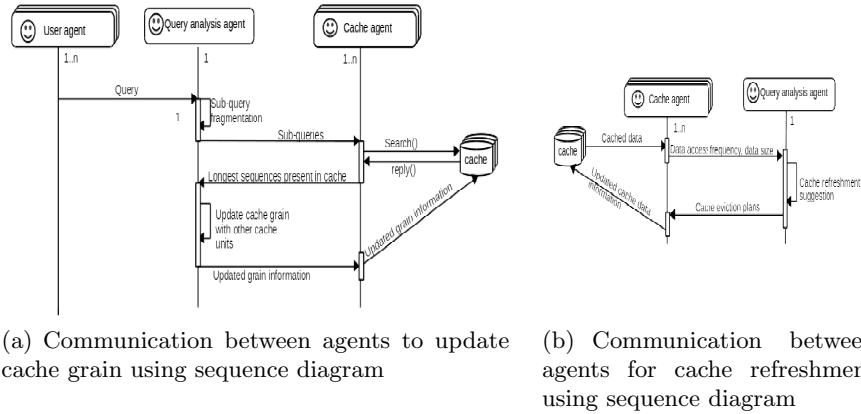 User agent
Query analysis agent
Cache agent
1..n
1
1..n
Query
Sub-query
fragmentation
1
Sub-queries
Search()
reply()
cache
Longest sequences present in cache
Update cache grain
with other cache
units
Updated grain information
Updated grain information
(a) Communication between agents to update
cache grain using sequence diagram
Cache agent
Query analysis agent
1..n
1
cache
Cached data
Data access frequency, data size
Cache refreshment
suggestion
Updated cache data
information
Cache eviction plans
(b) Communication betwee
agents for cache refreshmen
using sequence diagram